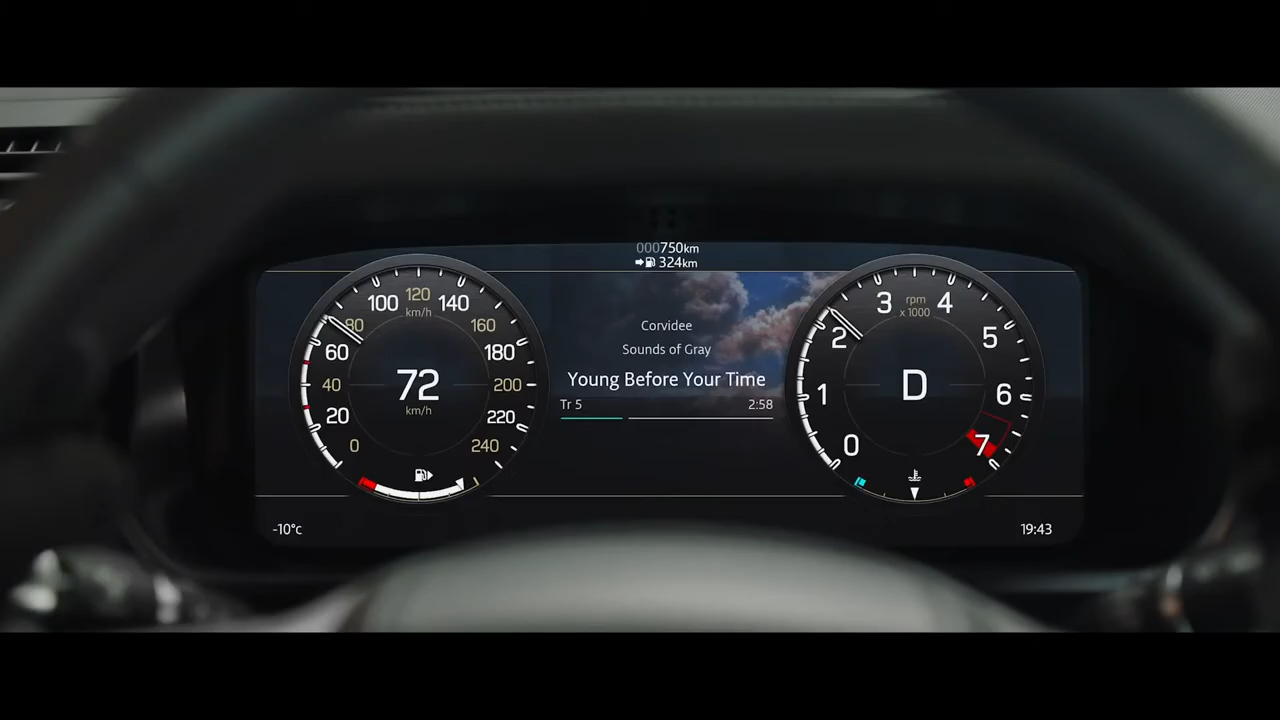 000750km
324km
100 120 140
km/h
80 160
60 180
40 200
20 220
0 240
72
km/h
Corvidee
Sounds of Gray
Young Before Your Time
Tr 5 2:58
3 rpm 4
x 1000
2 5
1 6
0 7
D
-10°c 19:43